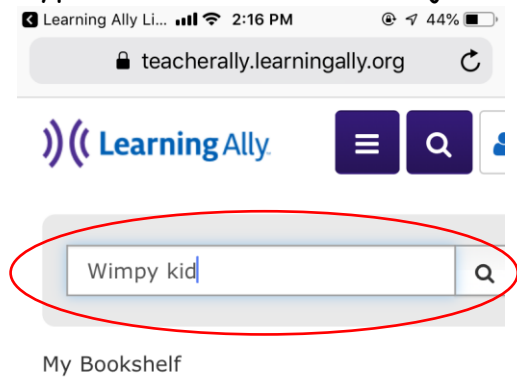 Learning Ally Li... 2:16 PM 44%
teacherally.learningally.org
Learning Ally
Wimpy kid
My Bookshelf